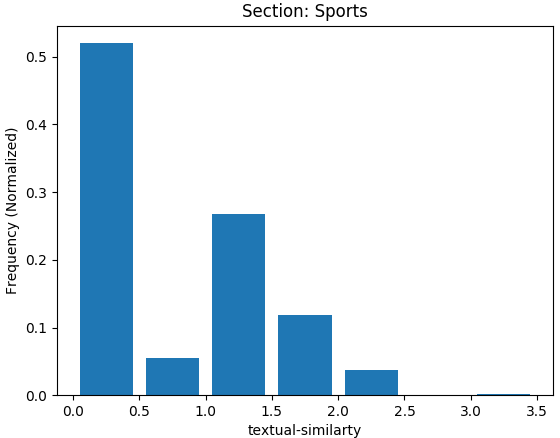 Section: Sports
Frequency (Normalized)
0.5
0.4
0.3
0.2
0.1
0.0
0.0 0.5 1.0 1.5 2.0 2.5 3.0 3.5
textual-similarty